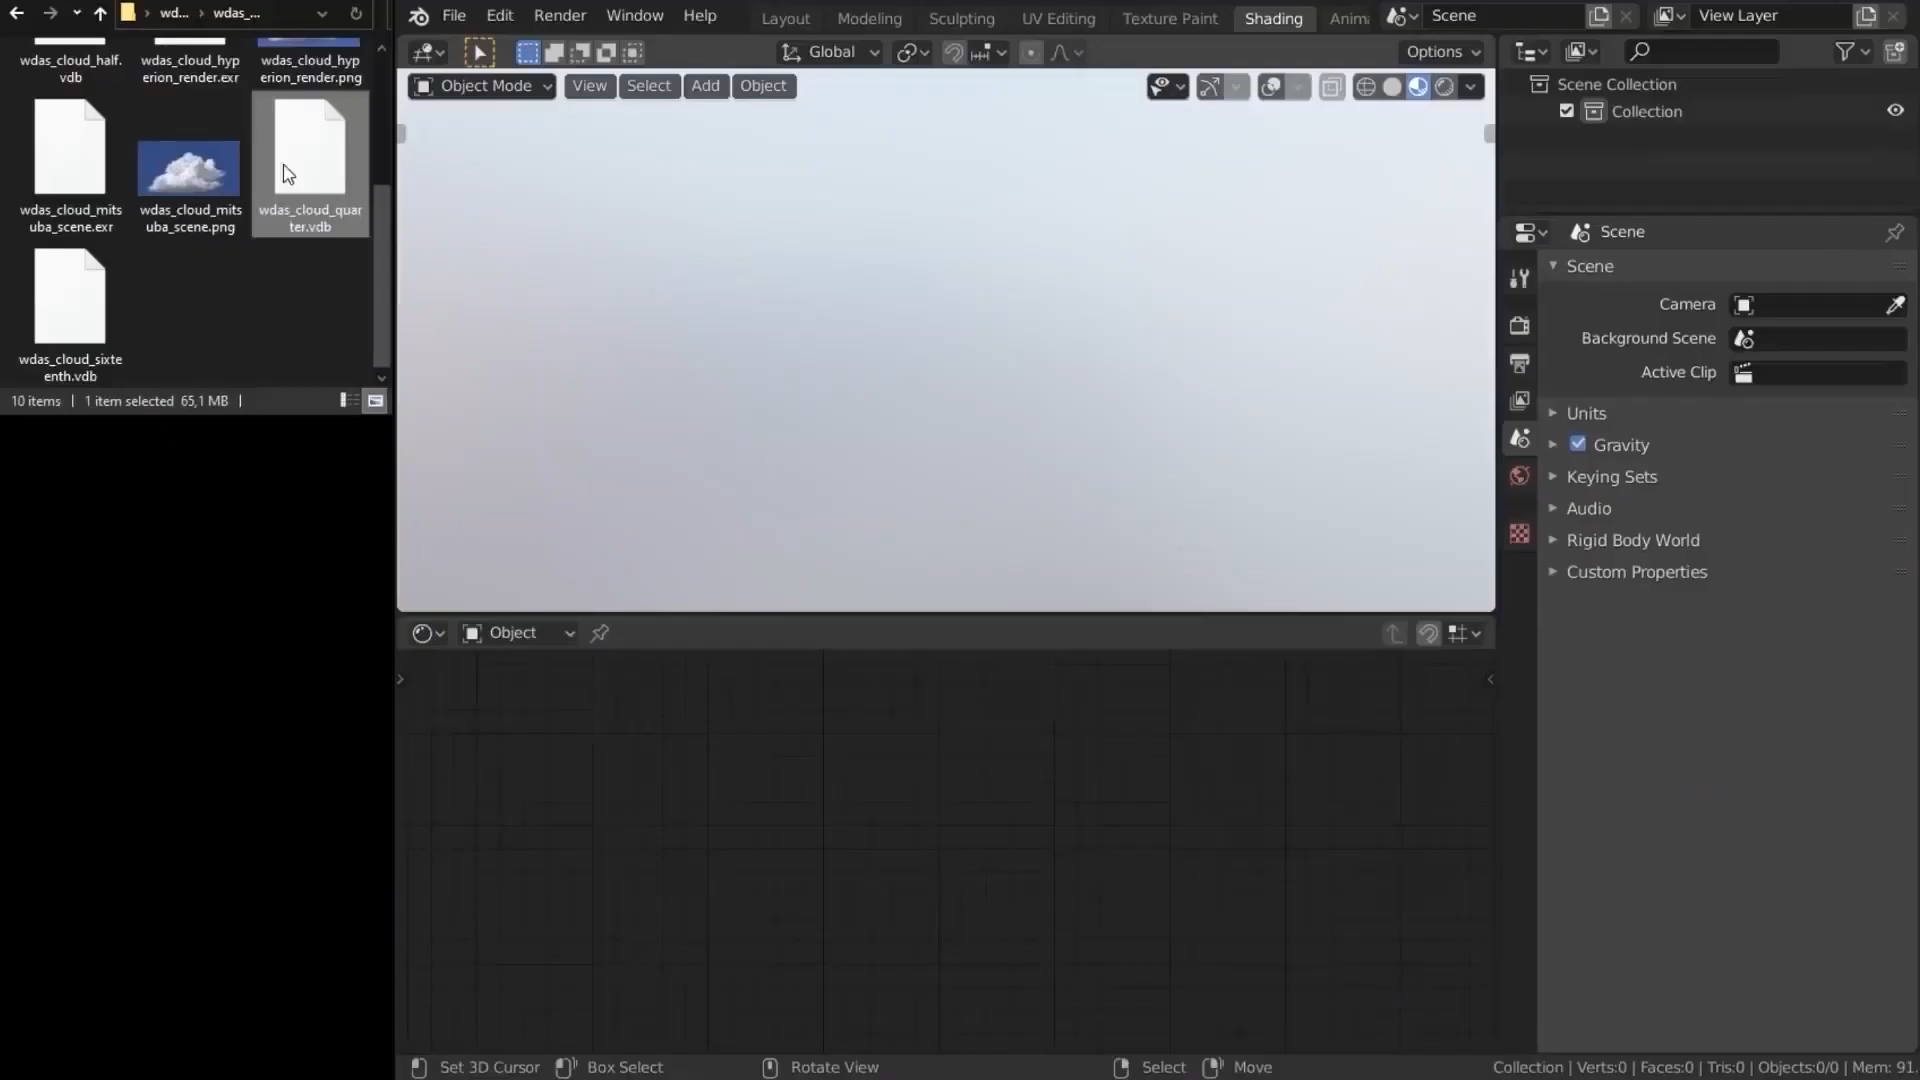 wd... wdas_...
File Edit Render Window Help
Layout Modeling Sculpting UV Editing Texture Paint Shading Anima
Scene
View Layer
Global
Options
Object Mode View Select Add Object
wdas_cloud_half.
vdb
wdas_cloud_hyp
erion_render.exr
wdas_cloud_hyp
erion_render.png
wdas_cloud_mits
uba_scene.exr
wdas_cloud_mits
uba_scene.png
wdas_cloud_quar
ter.vdb
wdas_cloud_sixte
enth.vdb
10 items | 1 item selected 65,1 MB |
Scene Collection
Collection
Scene
Scene
Camera
Background Scene
Active Clip
Units
Gravity
Keying Sets
Audio
Rigid Body World
Custom Properties
Object
Set 3D Cursor Box Select Rotate View Select Move
Collection | Verts:0 | Faces:0 | Tris:0 | Objects:0/0 | Mem: 91.